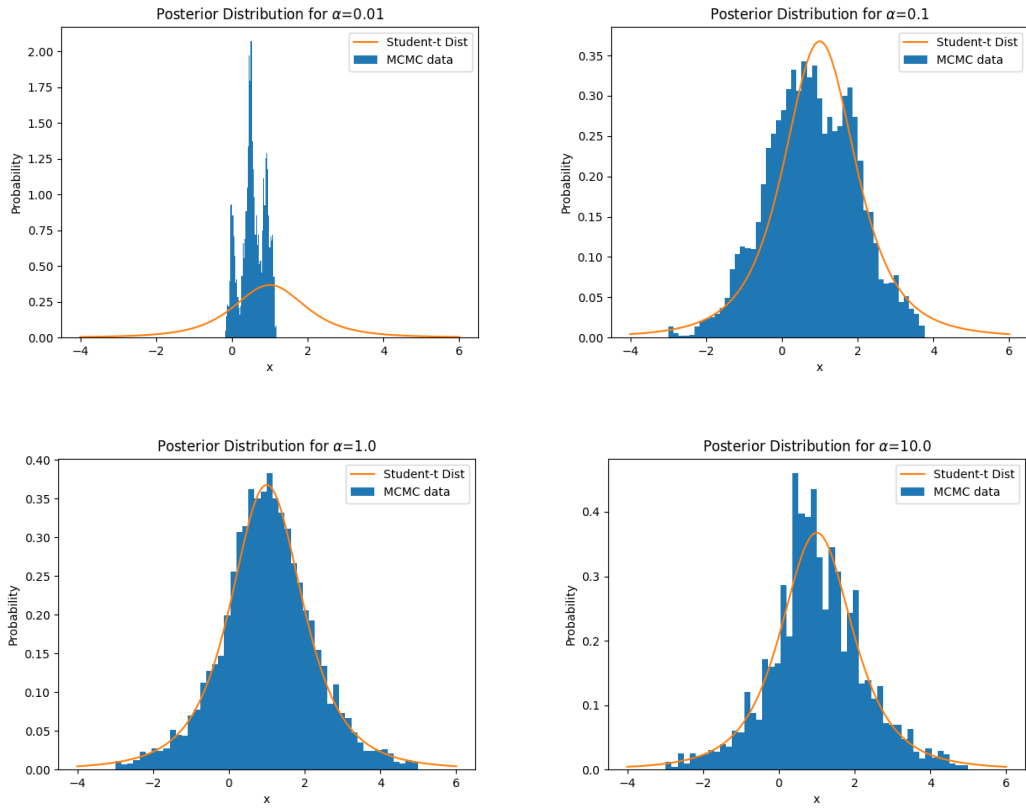 Posterior Distribution for α=0.01
Student-t Dist
MCMC data
Probability
2.00
1.75
1.50
1.25
1.00
0.75
0.50
0.25
0.00
−4
−2
0
2
4
6
x
Posterior Distribution for α=0.1
Student-t Dist
MCMC data
Probability
0.35
0.30
0.25
0.20
0.15
0.10
0.05
0.00
−4
−2
0
2
4
6
x
Posterior Distribution for α=1.0
Student-t Dist
MCMC data
Probability
0.40
0.35
0.30
0.25
0.20
0.15
0.10
0.05
0.00
−4
−2
0
2
4
6
x
Posterior Distribution for α=10.0
Student-t Dist
MCMC data
Probability
0.4
0.3
0.2
0.1
0.0
−4
−2
0
2
4
6
x